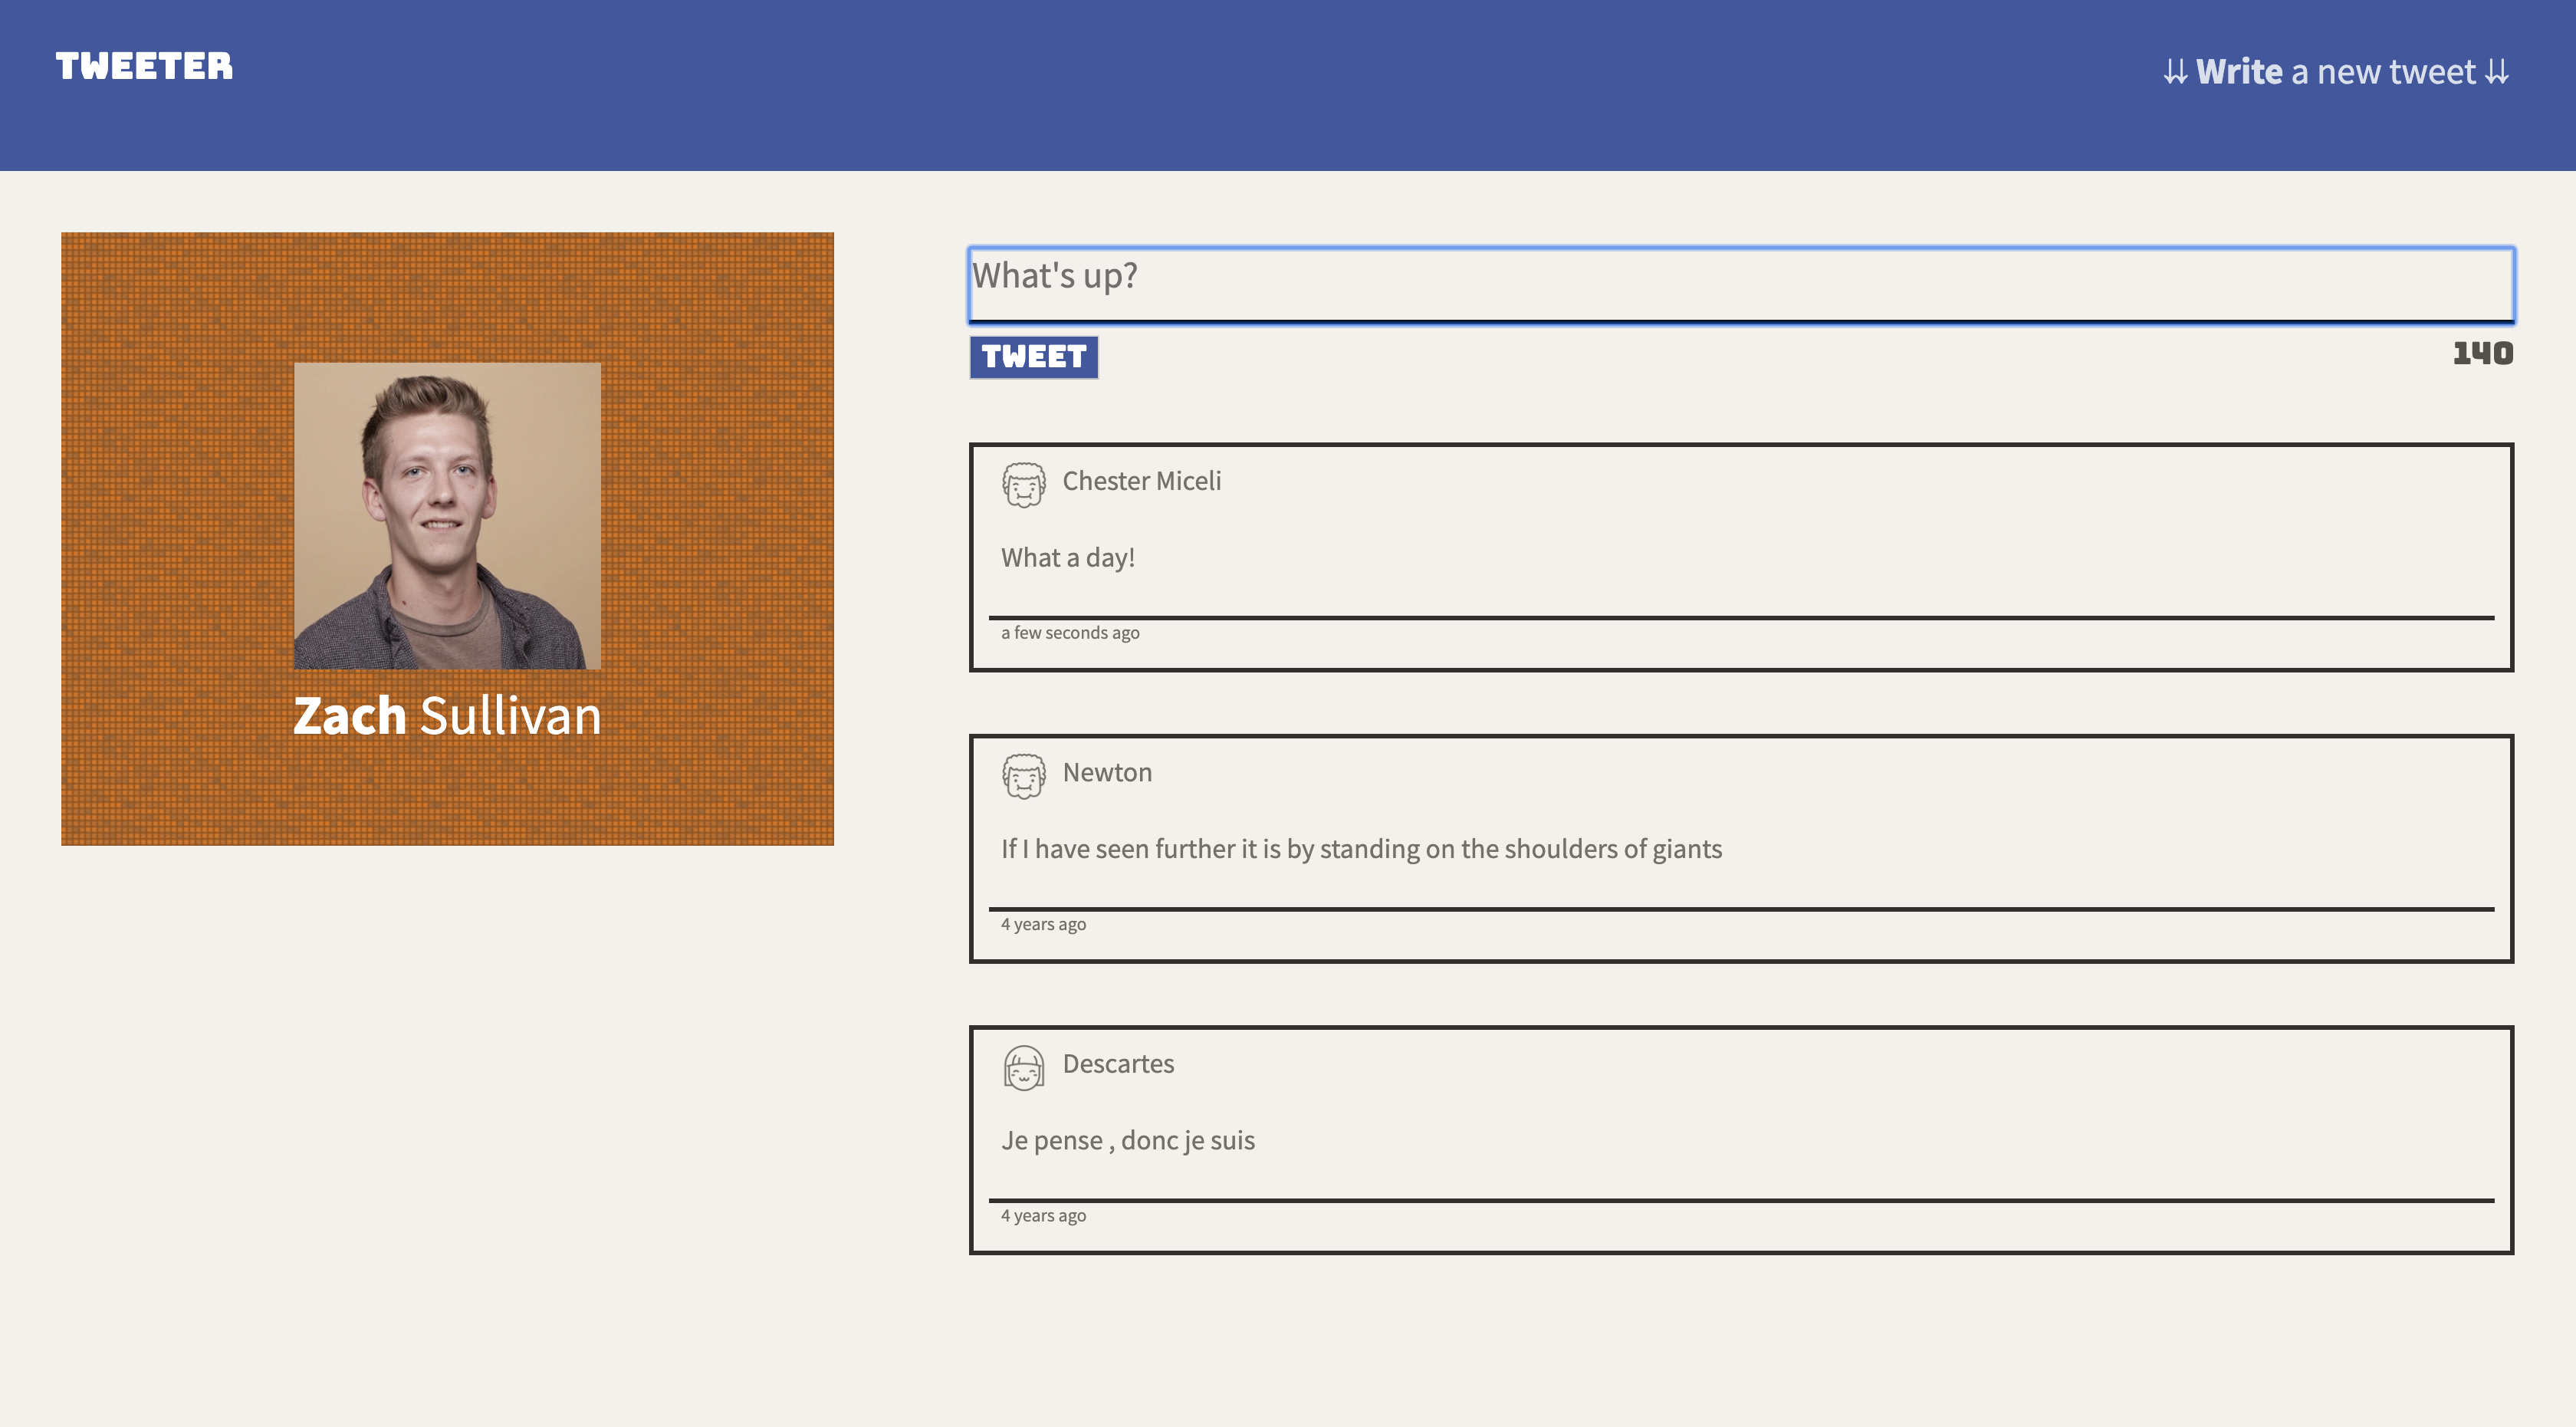 TWEETER
⇊ Write a new tweet ⇊
Zach Sullivan
What's up?
TWEET
140
Chester Miceli
What a day!
a few seconds ago
Newton
If I have seen further it is by standing on the shoulders of giants
4 years ago
Descartes
Je pense , donc je suis
4 years ago